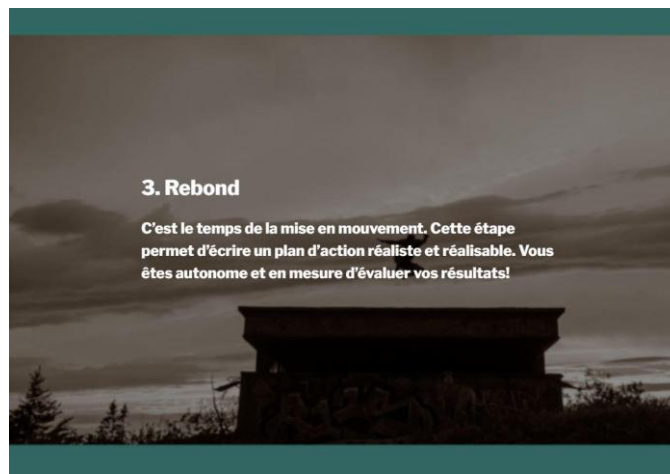 3. Rebond
C'est le temps de la mise en mouvement. Cette étape
permet d'écrire un plan d'action réaliste et réalisable. Vous
êtes autonome et en mesure d'évaluer vos résultats!